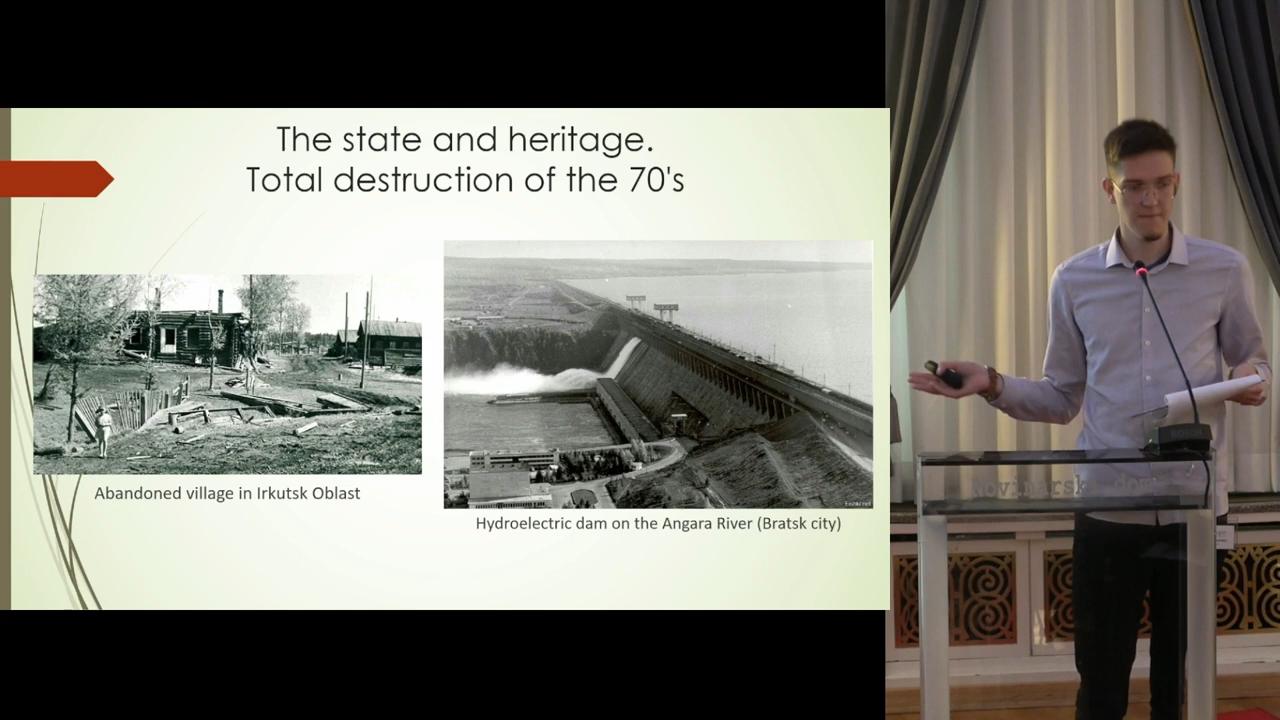 The state and heritage.
Total destruction of the 70's
Abandoned village in Irkutsk Oblast
Hydroelectric dam on the Angara River (Bratsk city)